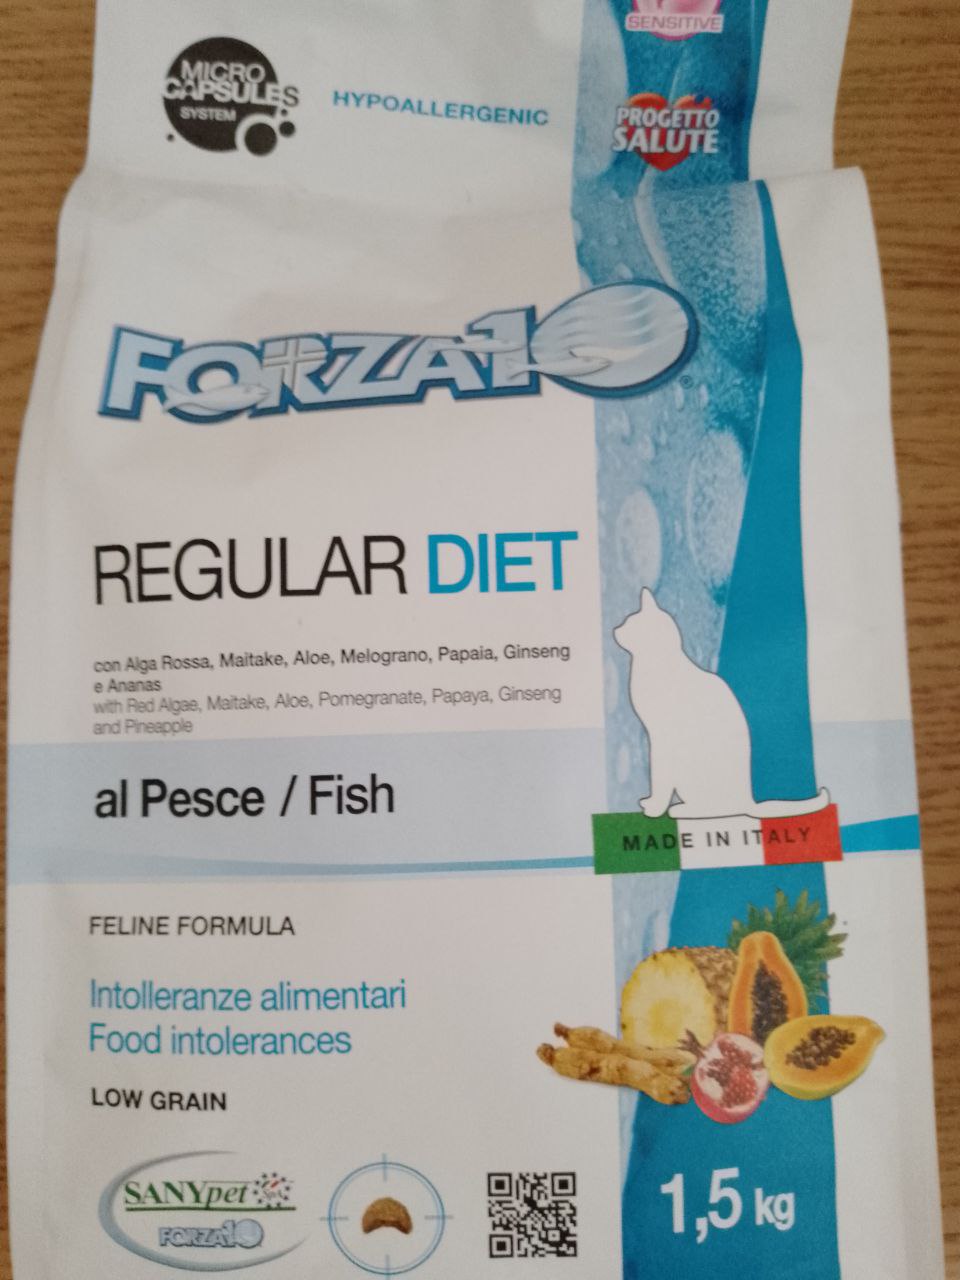 SENSITIVE
MICRO
CAPSULES
SYSTEM
HYPOALLERGENIC
PROGETTO
SALUTE
FORZA10®
REGULAR DIET
con Alga Rossa, Maitake, Aloe, Melograno, Papaia, Ginseng
e Ananas
with Red Algae, Maitake, Aloe, Pomegranate, Papaya, Ginseng
and Pineapple
al Pesce / Fish
MADE IN ITALY
FELINE FORMULA
Intolleranze alimentari
Food intolerances
LOW GRAIN
SANYpet SpA
FORZA10
1,5 kg